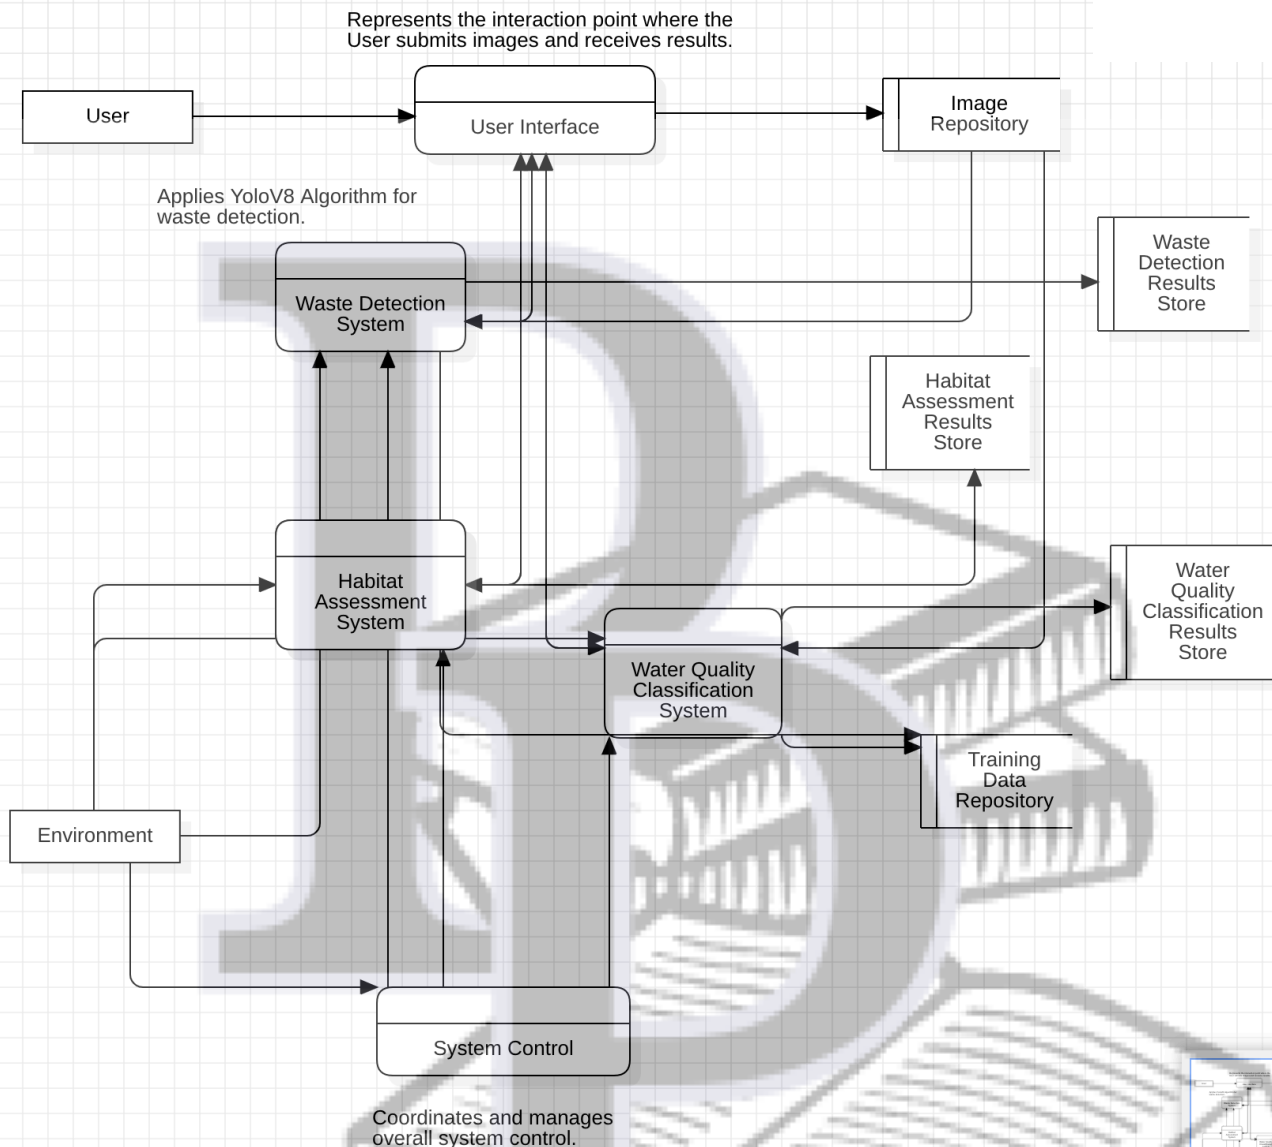 Represents the interaction point where the
User submits images and receives results.
User
User Interface
Image
Repository
Applies YoloV8 Algorithm for
waste detection.
Waste Detection
System
Waste
Detection
Results
Store
Habitat
Assessment
Results
Store
Habitat
Assessment
System
Water
Quality
Classification
Results
Store
Water Quality
Classification
System
Training
Data
Repository
Environment
System Control
Coordinates and manages
overall system control.